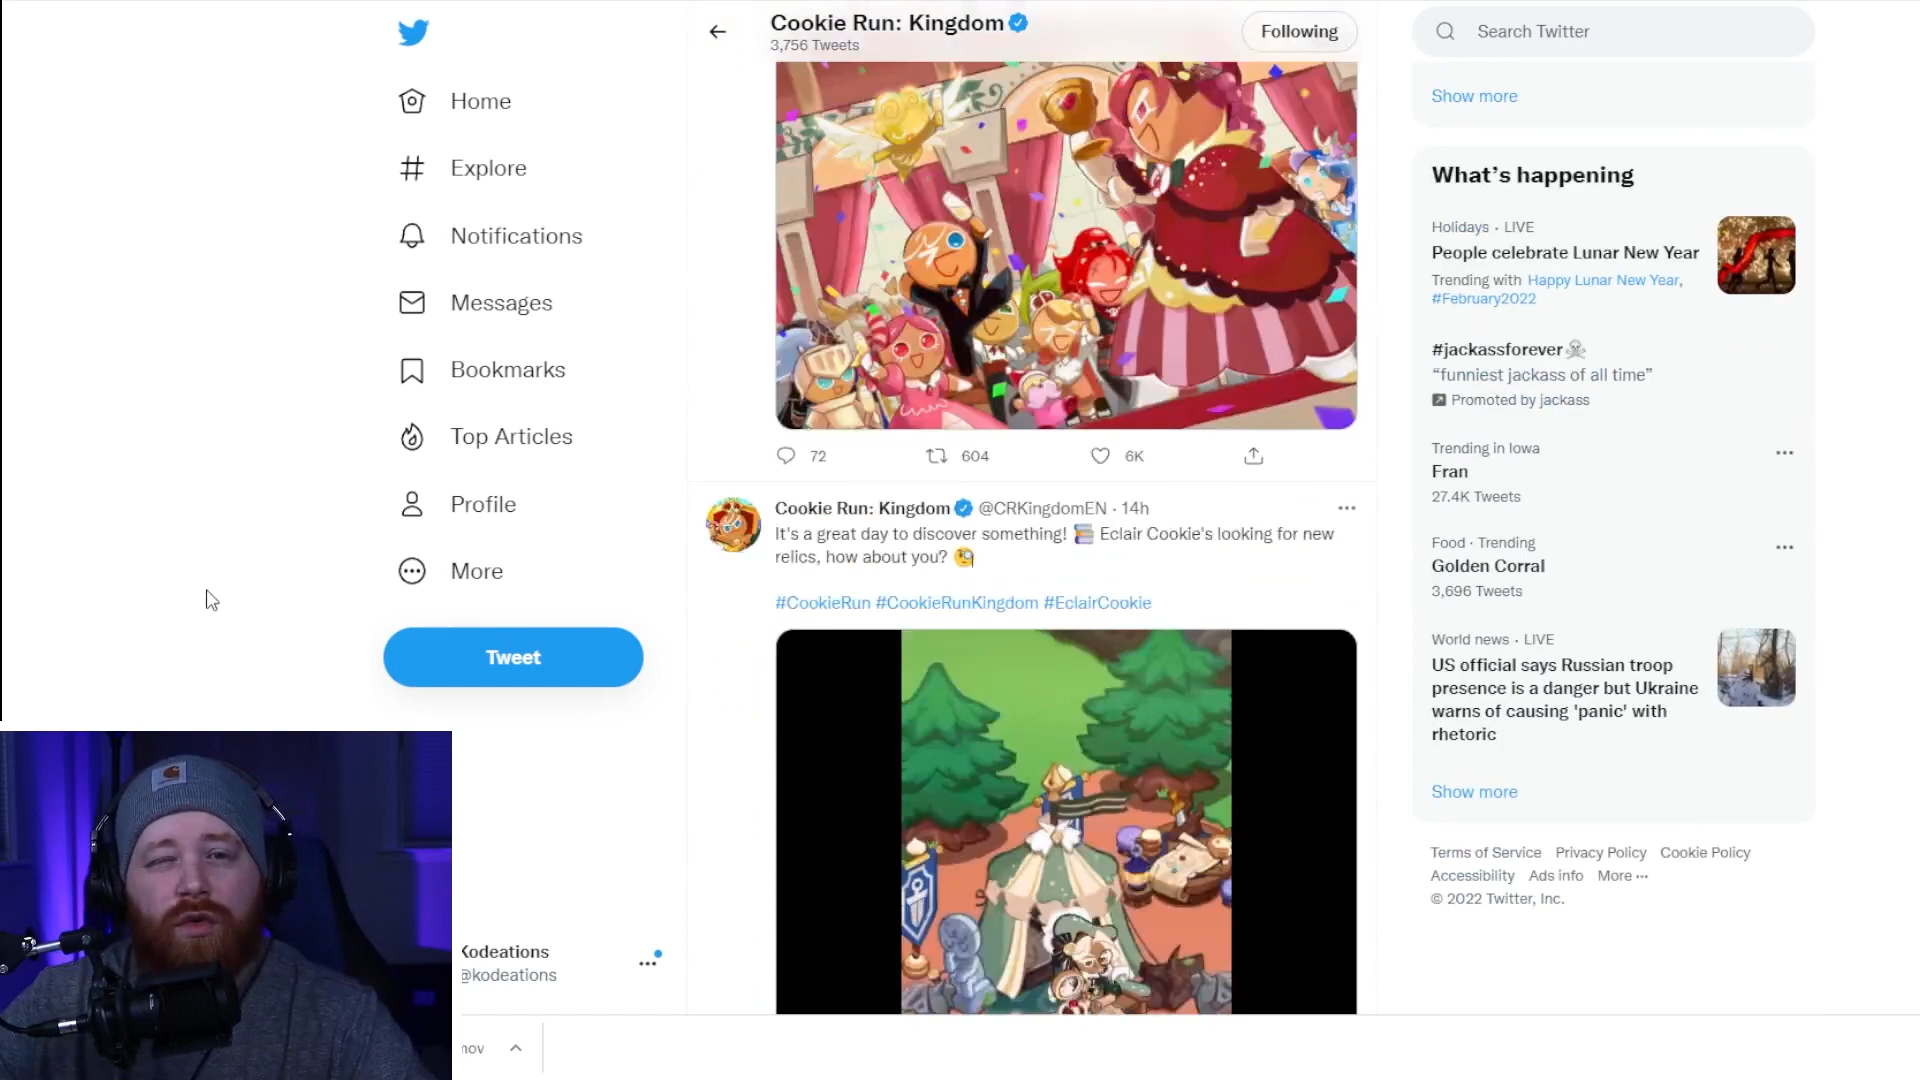 Cookie Run: Kingdom
3,756 Tweets
Following
Search Twitter
Home
Explore
Notifications
Messages
Bookmarks
Top Articles
Profile
More
Tweet
Kodeations
@kodeations
mov
72
604
6K
Cookie Run: Kingdom @CRKingdomEN · 14h
It's a great day to discover something! 📚 Eclair Cookie's looking for new
relics, how about you? 🧐
#CookieRun #CookieRunKingdom #EclairCookie
Show more
What's happening
Holidays · LIVE
People celebrate Lunar New Year
Trending with Happy Lunar New Year,
#February2022
#jackassforever
“funniest jackass of all time”
Promoted by jackass
Trending in Iowa
Fran
27.4K Tweets
Food · Trending
Golden Corral
3,696 Tweets
World news · LIVE
US official says Russian troop
presence is a danger but Ukraine
warns of causing 'panic' with
rhetoric
Show more
Terms of Service Privacy Policy Cookie Policy
Accessibility Ads info More ···
© 2022 Twitter, Inc.